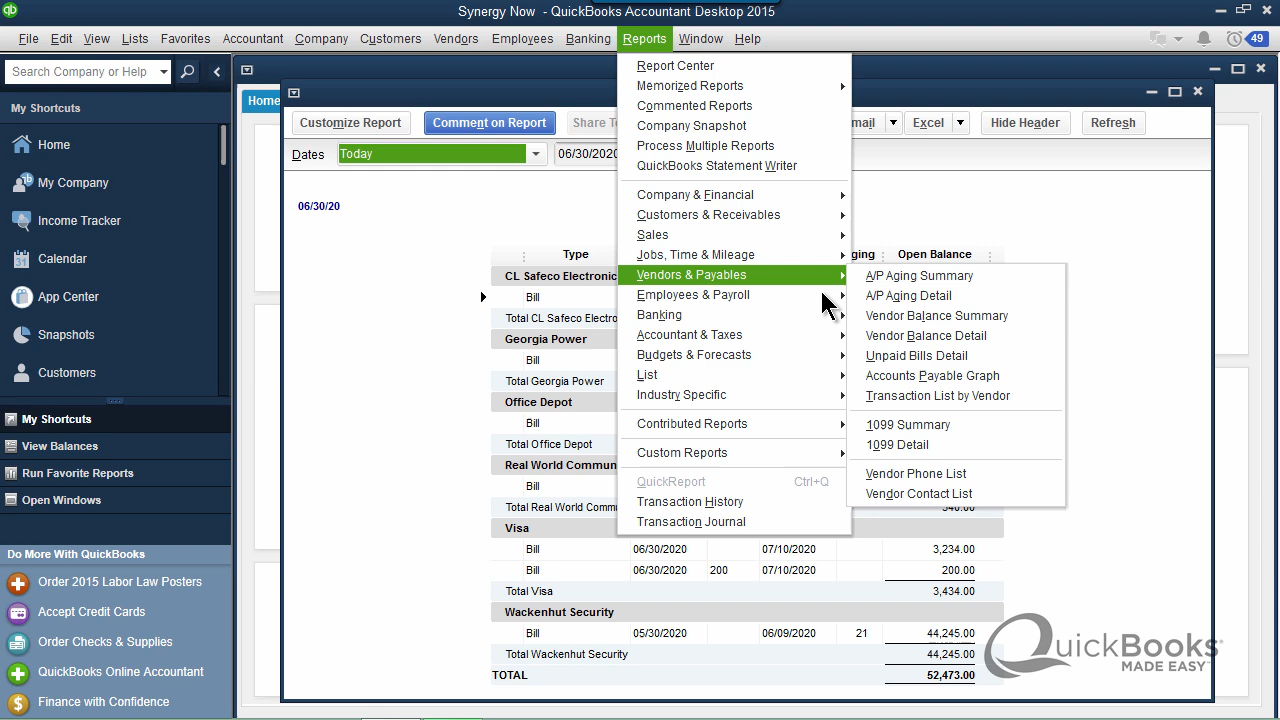 Synergy Now - QuickBooks Accountant Desktop 2015
File Edit View Lists Favorites Accountant Company Customers Vendors Employees Banking Reports Window Help
49
Search Company or Help
My Shortcuts
Home
My Company
Income Tracker
Calendar
31
App Center
Snapshots
Customers
My Shortcuts
View Balances
Run Favorite Reports
Open Windows
Do More With QuickBooks
Order 2015 Labor Law Posters
Accept Credit Cards
Order Checks & Supplies
QuickBooks Online Accountant
Finance with Confidence
Home
Customize Report Comment on Report Share Excel Hide Header Refresh
Dates Today 06/30/2020
06/30/20
Type Open Balance
CL Safeco
Bill
Total CL Safeco
Georgia Power
Bill
Total Georgia Power
Office Depot
Bill
Total Office Depot
Real World
Bill
Total Real World
Visa
Bill 06/30/2020 07/10/2020 3,234.00
Bill 06/30/2020 200 07/10/2020 200.00
Total Visa 3,434.00
Wackenhut Security
Bill 05/30/2020 06/09/2020 21 44,245.00
Total Wackenhut Security 44,245.00
TOTAL 52,473.00
Report Center
Memorized Reports
Commented Reports
Company Snapshot
Process Multiple Reports
QuickBooks Statement Writer
Company & Financial
Customers & Receivables
Sales
Jobs, Time & Mileage
Vendors & Payables
Employees & Payroll
Banking
Accountant & Taxes
Budgets & Forecasts
List
Industry Specific
Contributed Reports
Custom Reports
QuickReport Ctrl+Q
Transaction History
Transaction Journal
A/P Aging Summary
A/P Aging Detail
Vendor Balance Summary
Vendor Balance Detail
Unpaid Bills Detail
Accounts Payable Graph
Transaction List by Vendor
1099 Summary
1099 Detail
Vendor Phone List
Vendor Contact List
QuickBooks
MADE EASY™